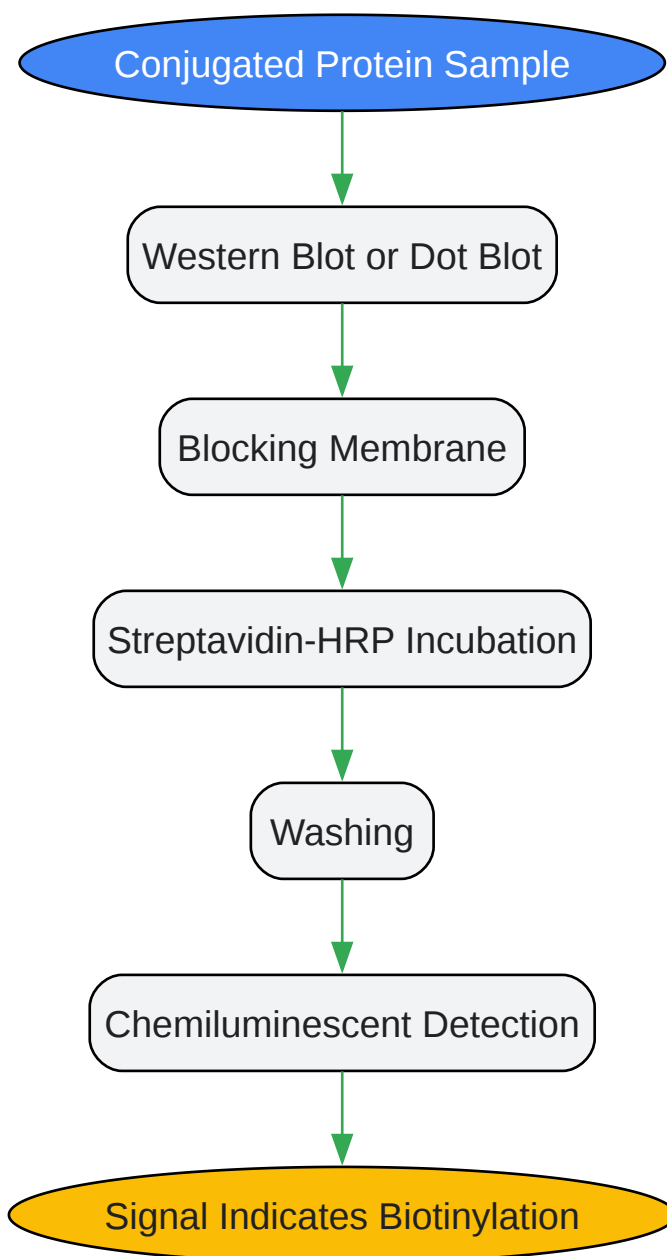 Conjugated Protein Sample
Western Blot or Dot Blot
Blocking Membrane
Streptavidin-HRP Incubation
Washing
Chemiluminescent Detection
Signal Indicates Biotinylation